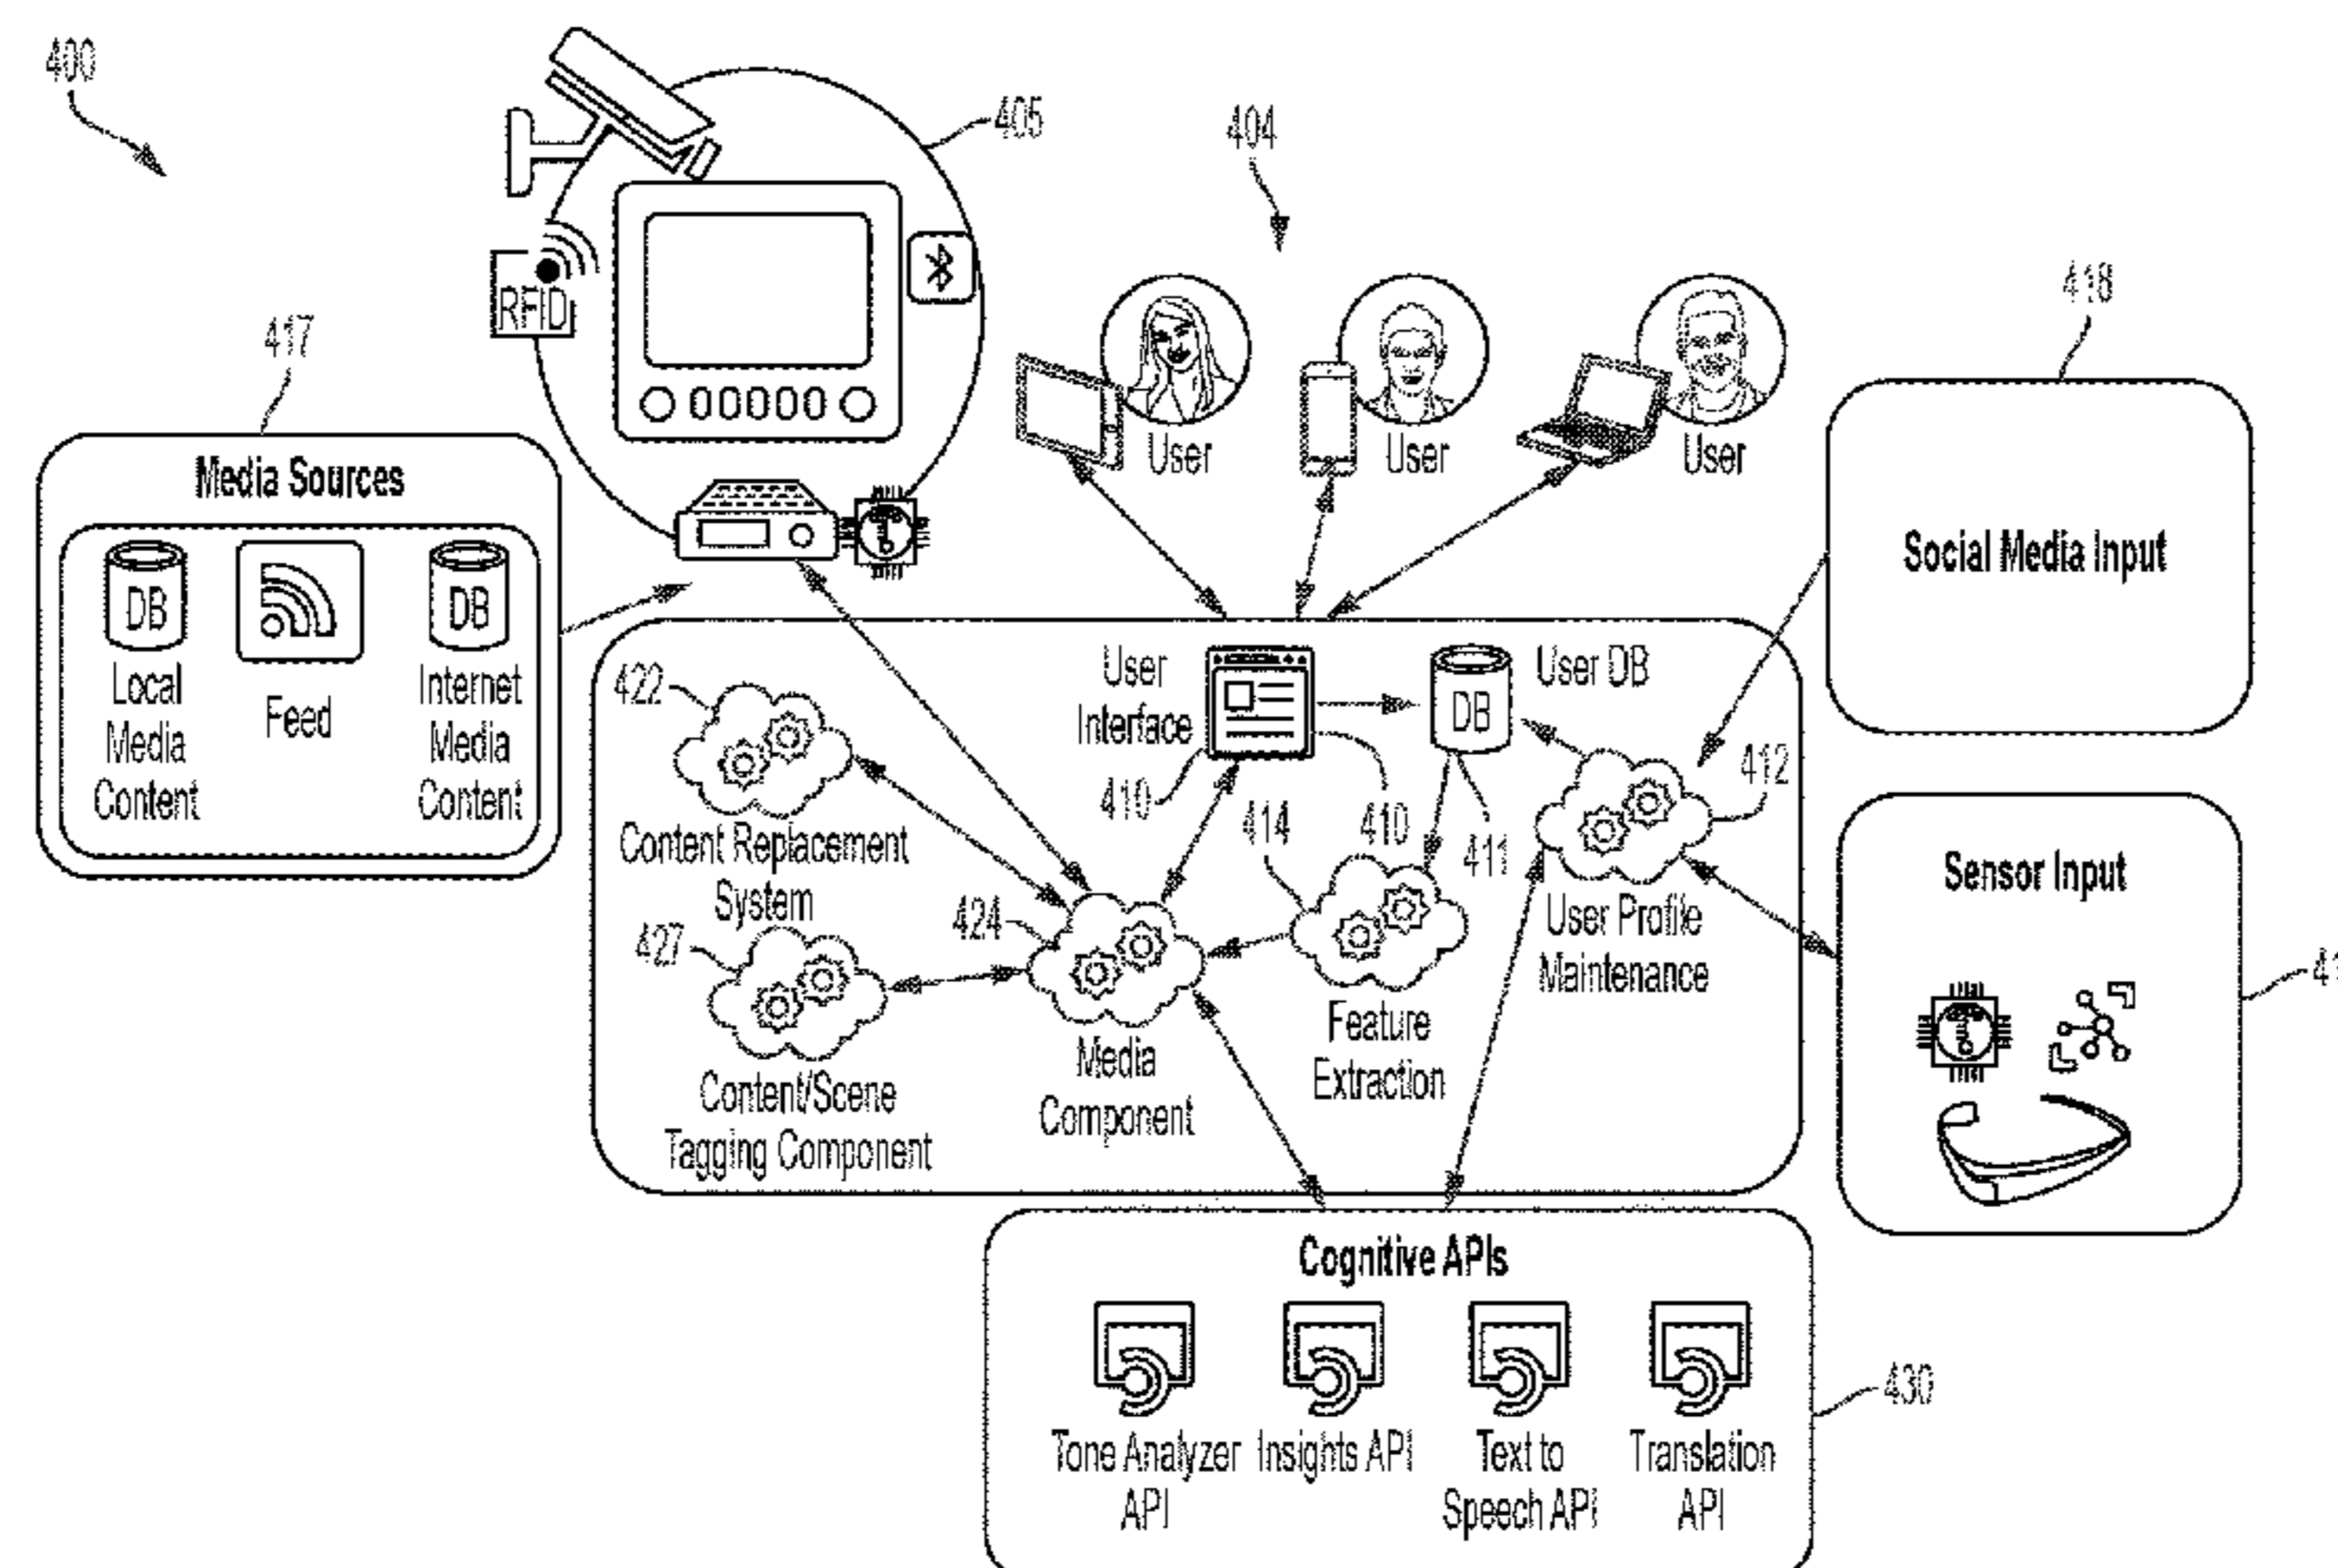 400
405
404
418
RFID
417
User
User
User
Media Sources
DB
DB
Local
Media
Content
Feed
Internet
Media
Content
Social Media Input
422
User
Interface
DB
User DB
410
414
410
411
412
Content Replacement
System
427
424
User Profile
Maintenance
Sensor Input
Feature
Extraction
Media
Component
Content/Scene
Tagging Component
Cognitive APIs
430
Tone Analyzer
API
Insights API
Text to
Speech API
Translation
API